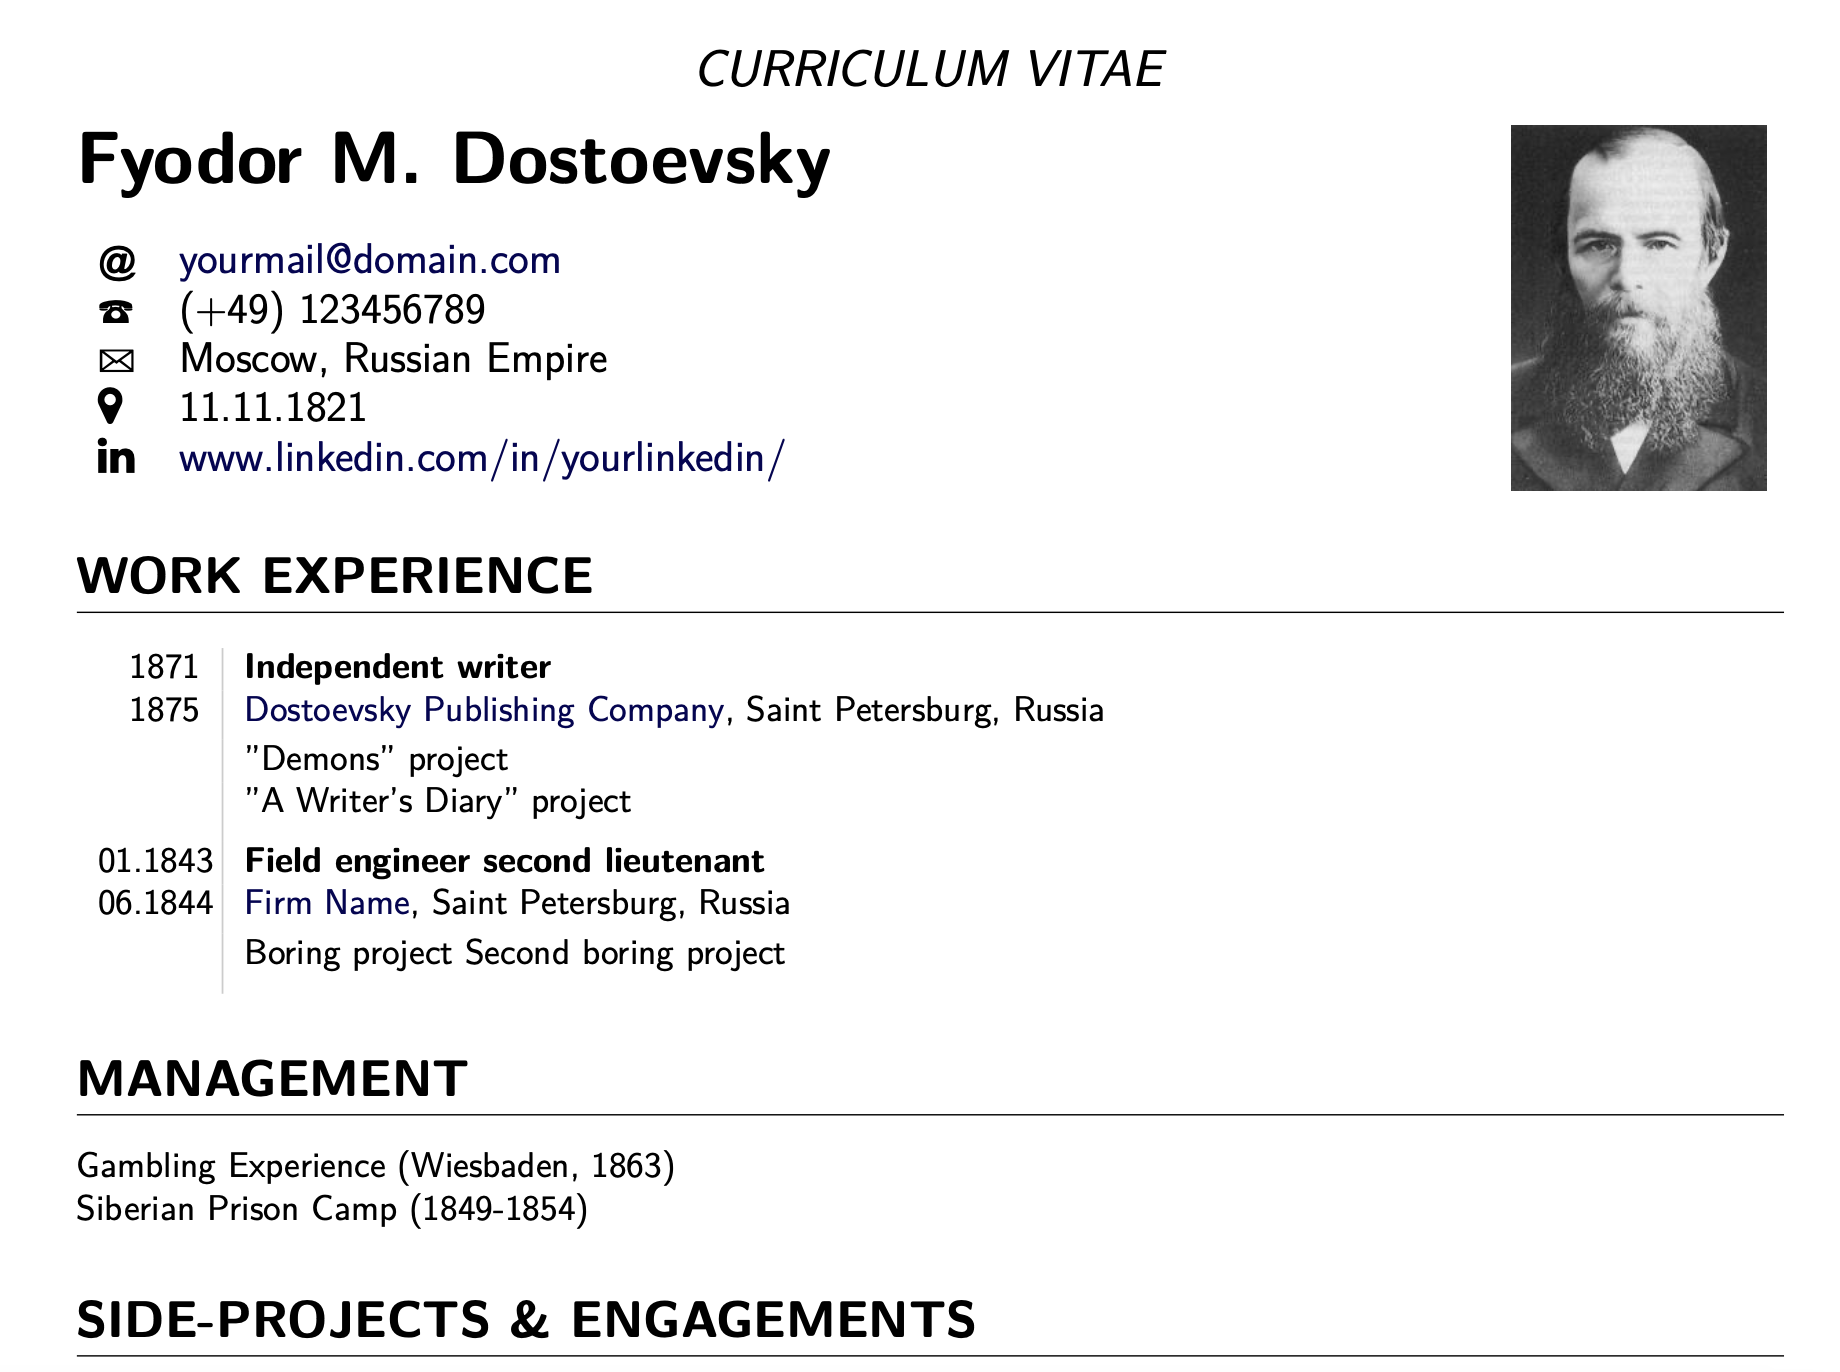 CURRICULUM VITAE
Fyodor M. Dostoevsky
@ yourmail@domain.com
(+49) 123456789
Moscow, Russian Empire
11.11.1821
in www.linkedin.com/in/yourlinkedin/
WORK EXPERIENCE
1871 Independent writer
1875 Dostoevsky Publishing Company, Saint Petersburg, Russia
”Demons” project
”A Writer’s Diary” project
01.1843 Field engineer second lieutenant
06.1844 Firm Name, Saint Petersburg, Russia
Boring project Second boring project
MANAGEMENT
Gambling Experience (Wiesbaden, 1863)
Siberian Prison Camp (1849-1854)
SIDE-PROJECTS & ENGAGEMENTS